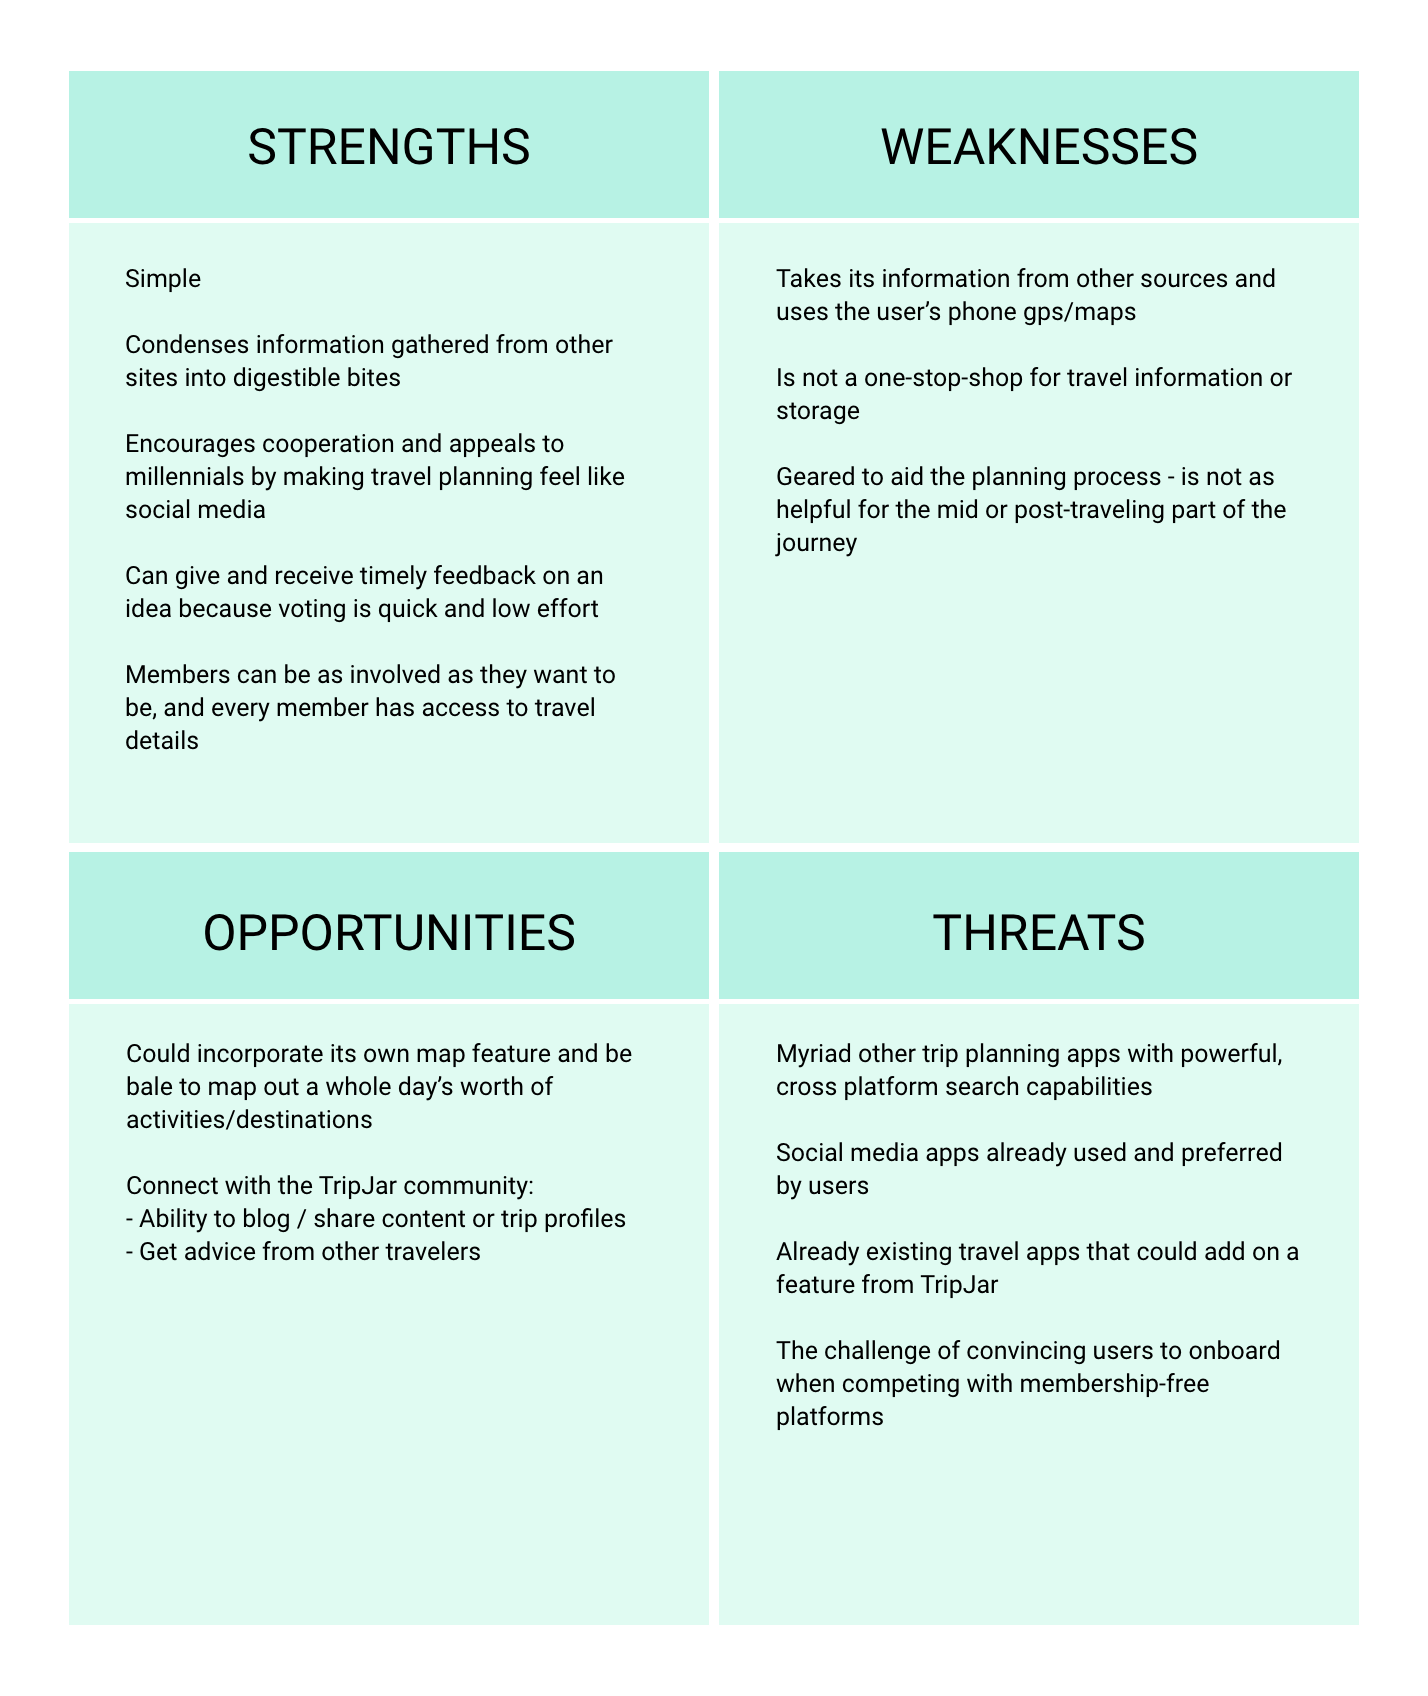 STRENGTHS
Simple
Condenses information gathered from other
sites into digestible bites
Encourages cooperation and appeals to
millennials by making travel planning feel like
social media
Can give and receive timely feedback on an
idea because voting is quick and low effort
Members can be as involved as they want to
be, and every member has access to travel
details
WEAKNESSES
Takes its information from other sources and
uses the user’s phone gps/maps
Is not a one-stop-shop for travel information or
storage
Geared to aid the planning process - is not as
helpful for the mid or post-traveling part of the
journey
OPPORTUNITIES
Could incorporate its own map feature and be
bale to map out a whole day’s worth of
activities/destinations
Connect with the TripJar community:
- Ability to blog / share content or trip profiles
- Get advice from other travelers
THREATS
Myriad other trip planning apps with powerful,
cross platform search capabilities
Social media apps already used and preferred
by users
Already existing travel apps that could add on a
feature from TripJar
The challenge of convincing users to onboard
when competing with membership-free
platforms